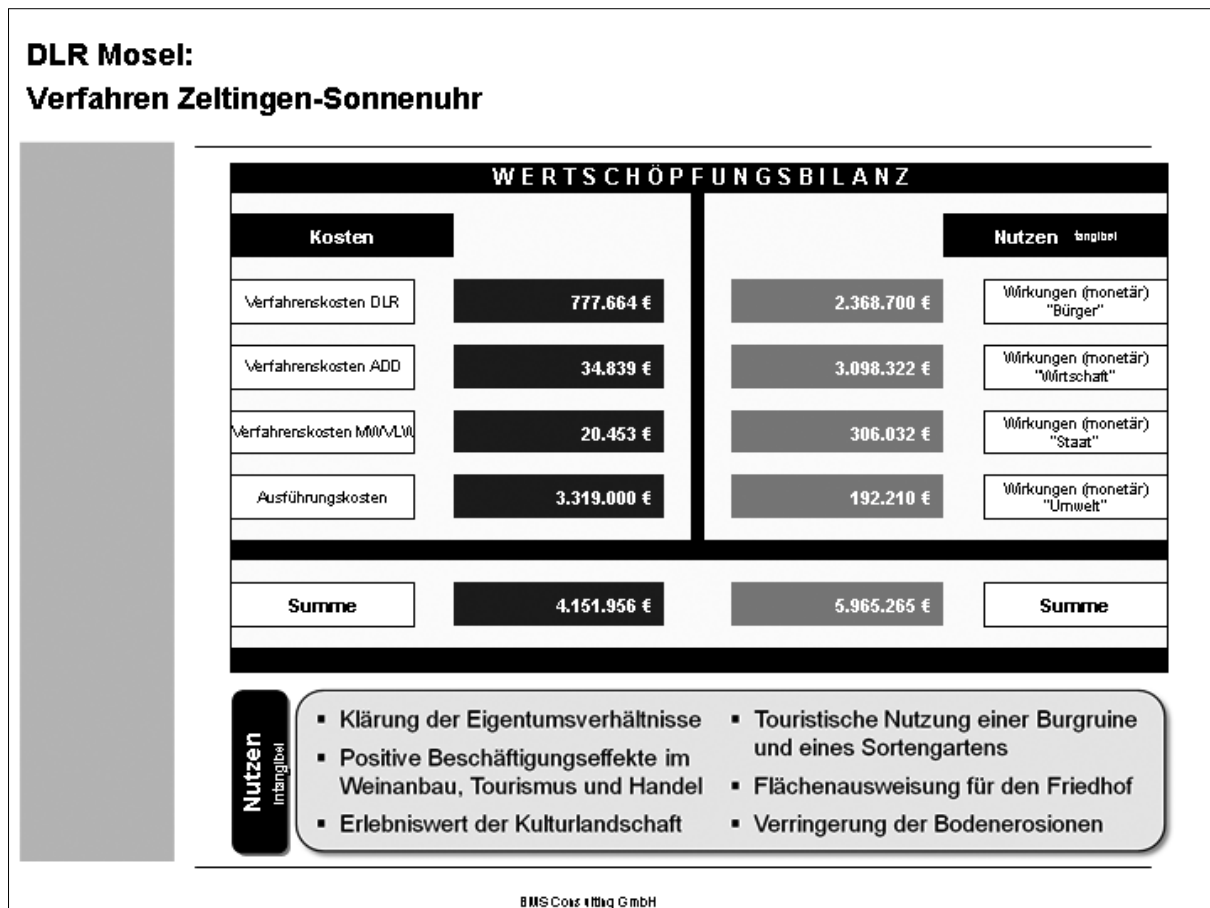 DLR Mosel:
Verfahren Zeltingen-Sonnenuhr
WERTSCHÖPFUNGSBILANZ
Kosten
Nutzen tangibel
Verfahrenskosten DLR 777.664 € 2.368.700 € Wirkungen (monetär)
"Bürger"
Verfahrenskosten ADD 34.839 € 3.098.322 € Wirkungen (monetär)
"Wirtschaft"
Verfahrenskosten MWVLW 20.453 € 306.032 € Wirkungen (monetär)
"Staat"
Ausführungskosten 3.319.000 € 192.210 € Wirkungen (monetär)
"Umwelt"
Summe 4.151.956 € 5.965.265 € Summe
Nutzen
Intangibel
▪ Klärung der Eigentumsverhältnisse
▪ Positive Beschäftigungseffekte im
Weinanbau, Tourismus und Handel
▪ Erlebniswert der Kulturlandschaft
▪ Touristische Nutzung einer Burgruine
und eines Sortengartens
▪ Flächenausweisung für den Friedhof
▪ Verringerung der Bodenerosionen
BMS Consulting GmbH